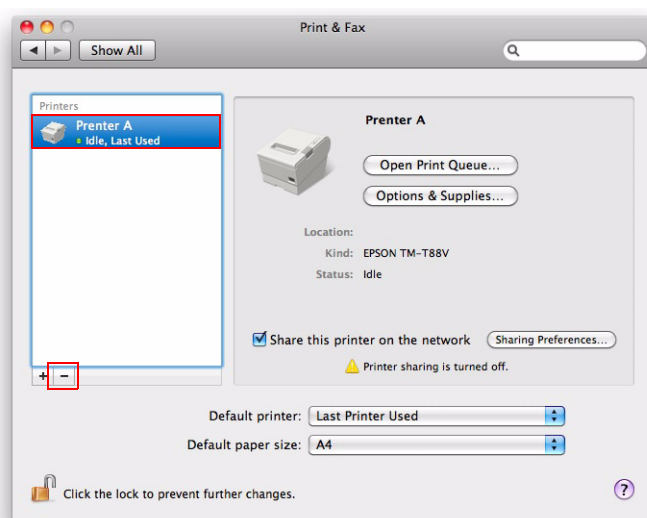 Print & Fax
Show All
Printers
Prenter A
Idle, Last Used
Prenter A
Open Print Queue...
Options & Supplies...
Location:
Kind: EPSON TM-T88V
Status: Idle
Share this printer on the network Sharing Preferences...
Printer sharing is turned off.
+ −
Default printer: Last Printer Used
Default paper size: A4
Click the lock to prevent further changes. ?